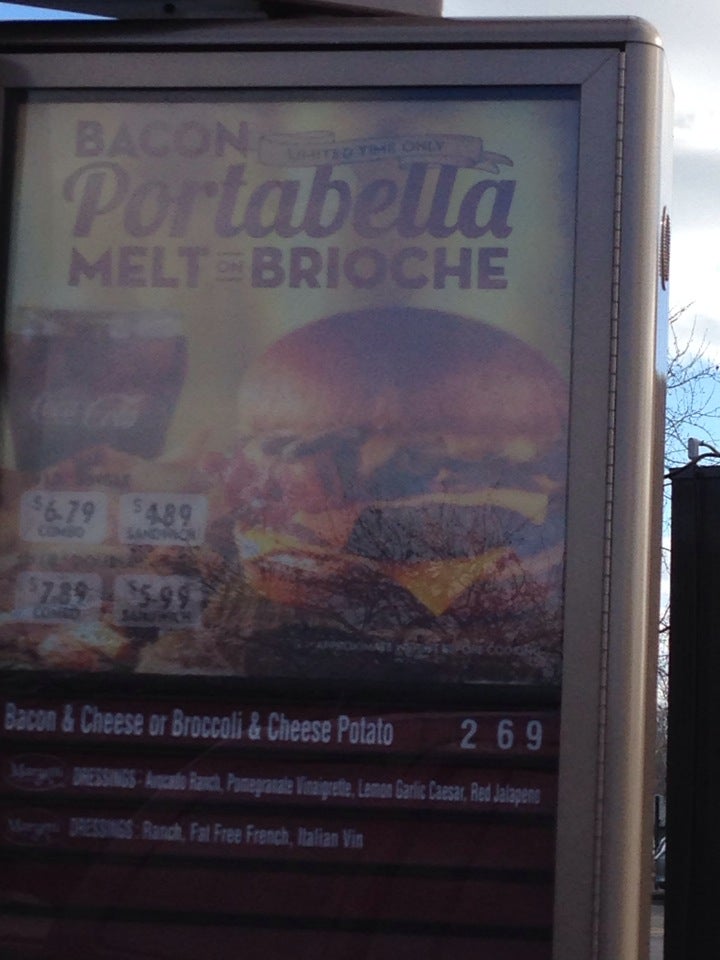 BACON
LIMITED TIME ONLY
Portabella
MELT ON BRIOCHE
Coca-Cola
$6.79 COMBO $4.89 SANDWICH
$7.89 COMBO $5.99 SANDWICH
Bacon & Cheese or Broccoli & Cheese Potato 2 69
DRESSINGS: Avocado Ranch, Pomegranate Vinaigrette, Lemon Garlic Caesar, Red Jalapeno
DRESSINGS: Ranch, Fat Free French, Italian Vin